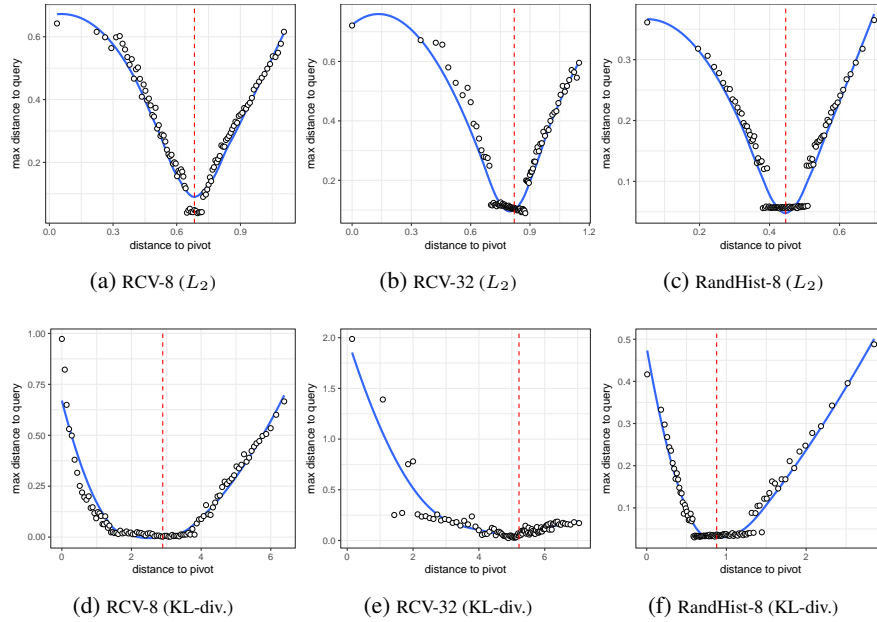 max distance to query
0.6
0.4
0.2
0.0 0.3 0.6 0.9
distance to pivot
(a) RCV-8 (L2)
max distance to query
0.6
0.4
0.2
0.0 0.3 0.6 0.9 1.2
distance to pivot
(b) RCV-32 (L2)
max distance to query
0.3
0.2
0.1
0.0 0.2 0.4 0.6
distance to pivot
(c) RandHist-8 (L2)
max distance to query
1.00
0.75
0.50
0.25
0.00
0 2 4 6
distance to pivot
(d) RCV-8 (KL-div.)
max distance to query
2.0
1.5
1.0
0.5
0.0
0 2 4 6
distance to pivot
(e) RCV-32 (KL-div.)
max distance to query
0.5
0.4
0.3
0.2
0.1
0 1 2
distance to pivot
(f) RandHist-8 (KL-div.)